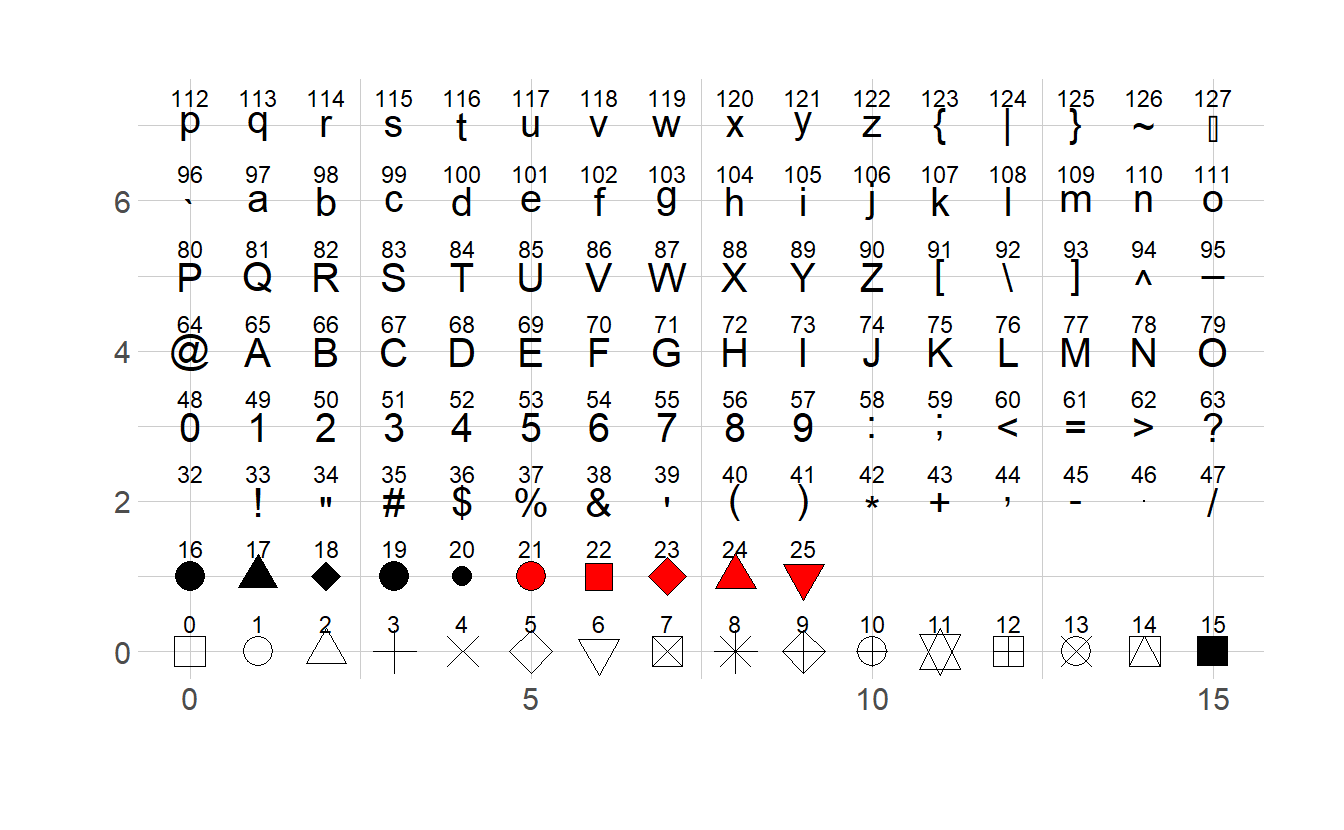 112 113 114 115 116 117 118 119 120 121 122 123 124 125 126 127
p q r s t u v w x y z { | } ~ ▯
96 97 98 99 100 101 102 103 104 105 106 107 108 109 110 111
6 ` a b c d e f g h i j k l m n o
80 81 82 83 84 85 86 87 88 89 90 91 92 93 94 95
P Q R S T U V W X Y Z [ \ ] ^ _
64 65 66 67 68 69 70 71 72 73 74 75 76 77 78 79
4 @ A B C D E F G H I J K L M N O
48 49 50 51 52 53 54 55 56 57 58 59 60 61 62 63
0 1 2 3 4 5 6 7 8 9 : ; < = > ?
32 33 34 35 36 37 38 39 40 41 42 43 44 45 46 47
2 ! " # $ % & ' ( ) * + , - . /
16 17 18 19 20 21 22 23 24 25
0 1 2 3 4 5 6 7 8 9 10 11 12 13 14 15
0
0 5 10 15